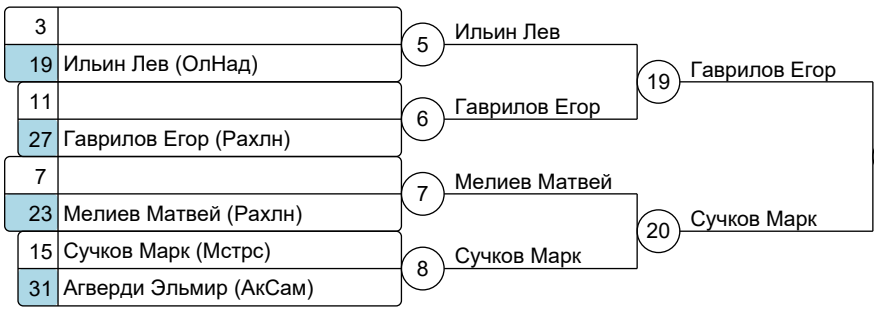 3
19 Ильин Лев (ОлНад)
5
Ильин Лев
11
27 Гаврилов Егор (Рахлн)
6
Гаврилов Егор
19
Гаврилов Егор
7
23 Мелиев Матвей (Рахлн)
7
Мелиев Матвей
15 Сучков Марк (Мстрс)
31 Агверди Эльмир (АкСам)
8
Сучков Марк
20
Сучков Марк